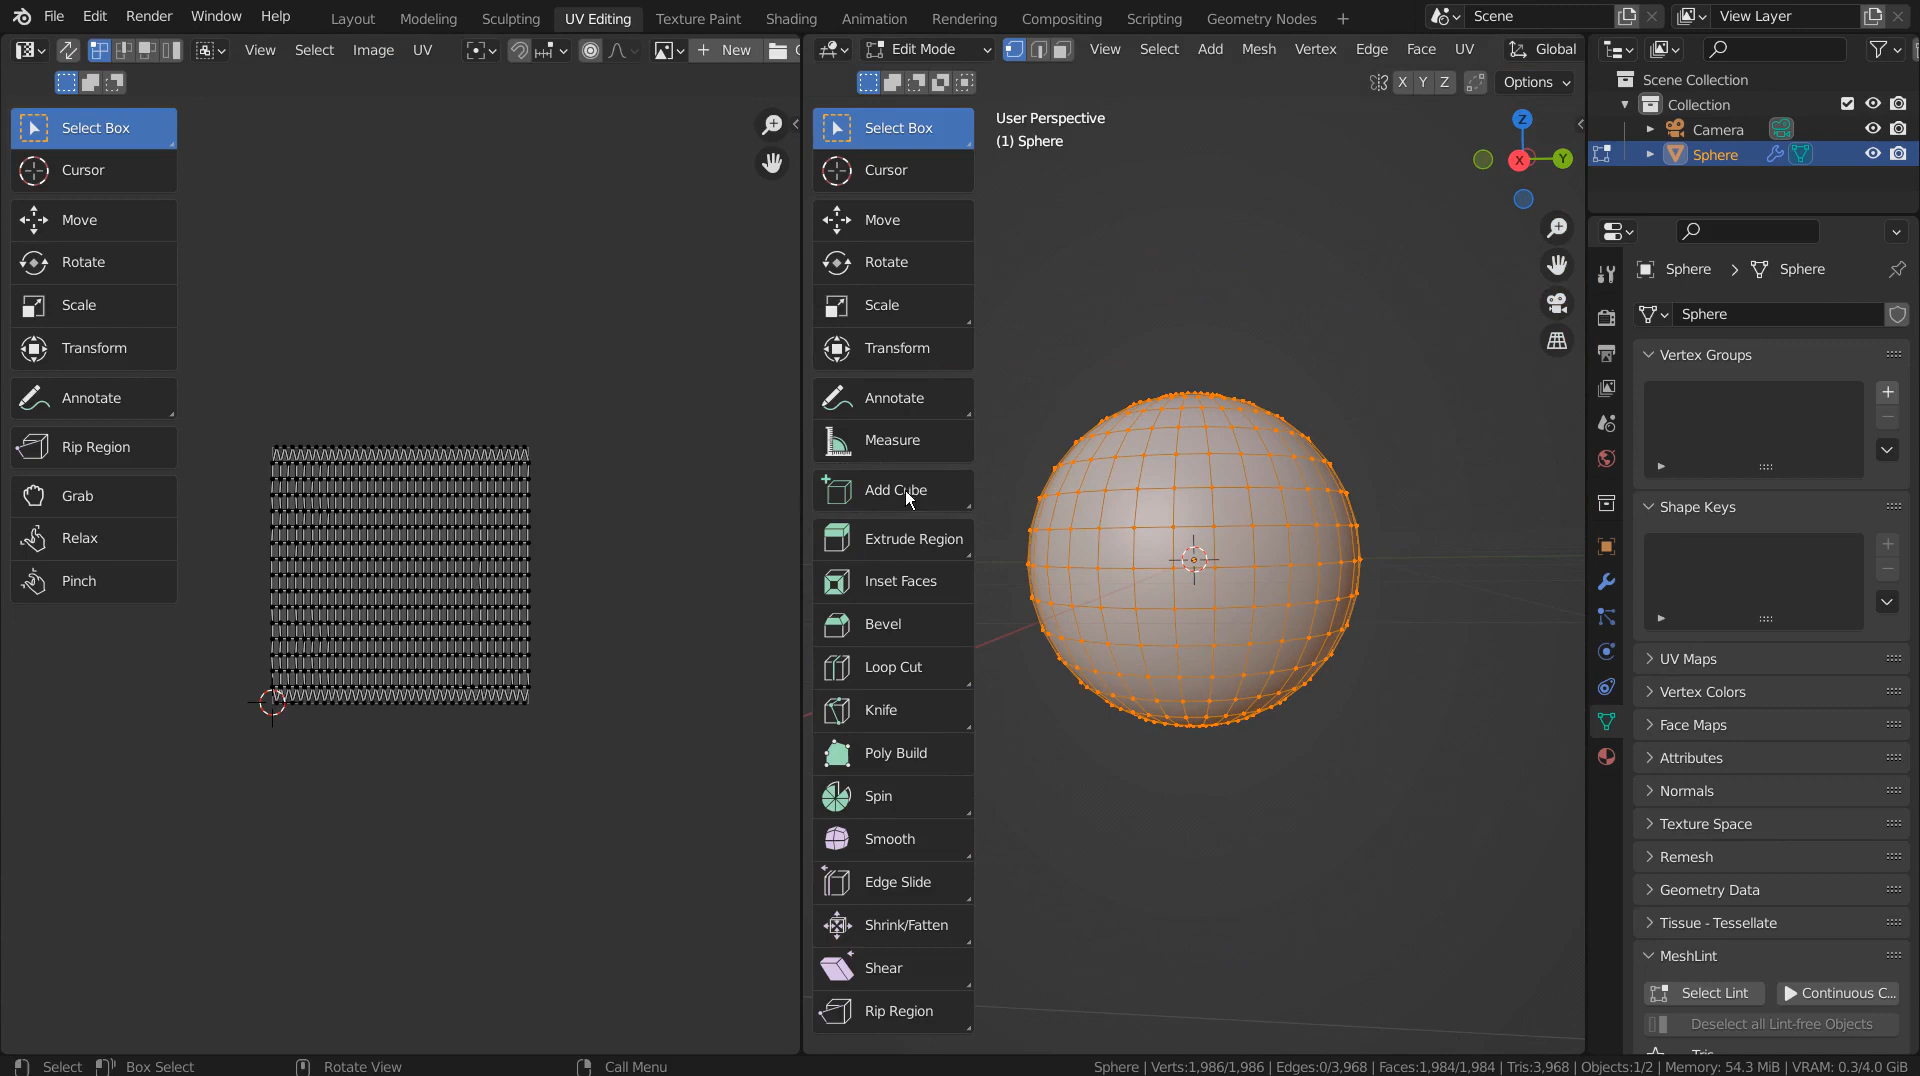 File Edit Render Window Help Layout Modeling Sculpting UV Editing Texture Paint Shading Animation Rendering Compositing Scripting Geometry Nodes + Scene View Layer
View Select Image UV + New
Edit Mode View Select Add Mesh Vertex Edge Face UV Global
X Y Z Options
Scene Collection
Collection
Camera
Sphere
Select Box
Cursor
Move
Rotate
Scale
Transform
Annotate
Rip Region
Grab
Relax
Pinch
Select Box
Cursor
Move
Rotate
Scale
Transform
Annotate
Measure
Add Cube
Extrude Region
Inset Faces
Bevel
Loop Cut
Knife
Poly Build
Spin
Smooth
Edge Slide
Shrink/Fatten
Shear
Rip Region
User Perspective
(1) Sphere
Z
X
Y
Sphere > Sphere
Sphere
Vertex Groups
Shape Keys
UV Maps
Vertex Colors
Face Maps
Attributes
Normals
Texture Space
Remesh
Geometry Data
Tissue - Tessellate
MeshLint
Select Lint Continuous C...
Deselect all Lint-free Objects
Select Box Select Rotate View Call Menu
Sphere | Verts:1,986/1,986 | Edges:0/3,968 | Faces:1,984/1,984 | Tris:3,968 | Objects:1/2 | Memory: 54.3 MiB | VRAM: 0.3/4.0 GiB